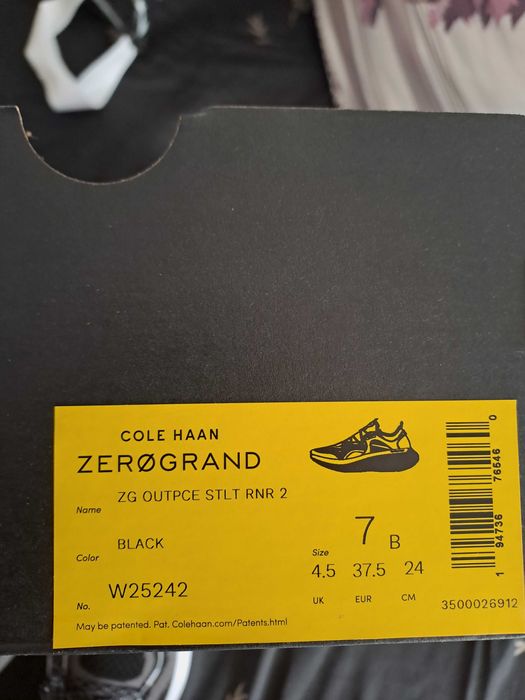 COLE HAAN
ZERØGRAND
Name ZG OUTPCE STLT RNR 2
Color BLACK
No. W25242
May be patented. Pat. Colehaan.com/Patents.html
Size 7 B
4.5 37.5 24
UK EUR CM
1 94736 76546 0
3500026912